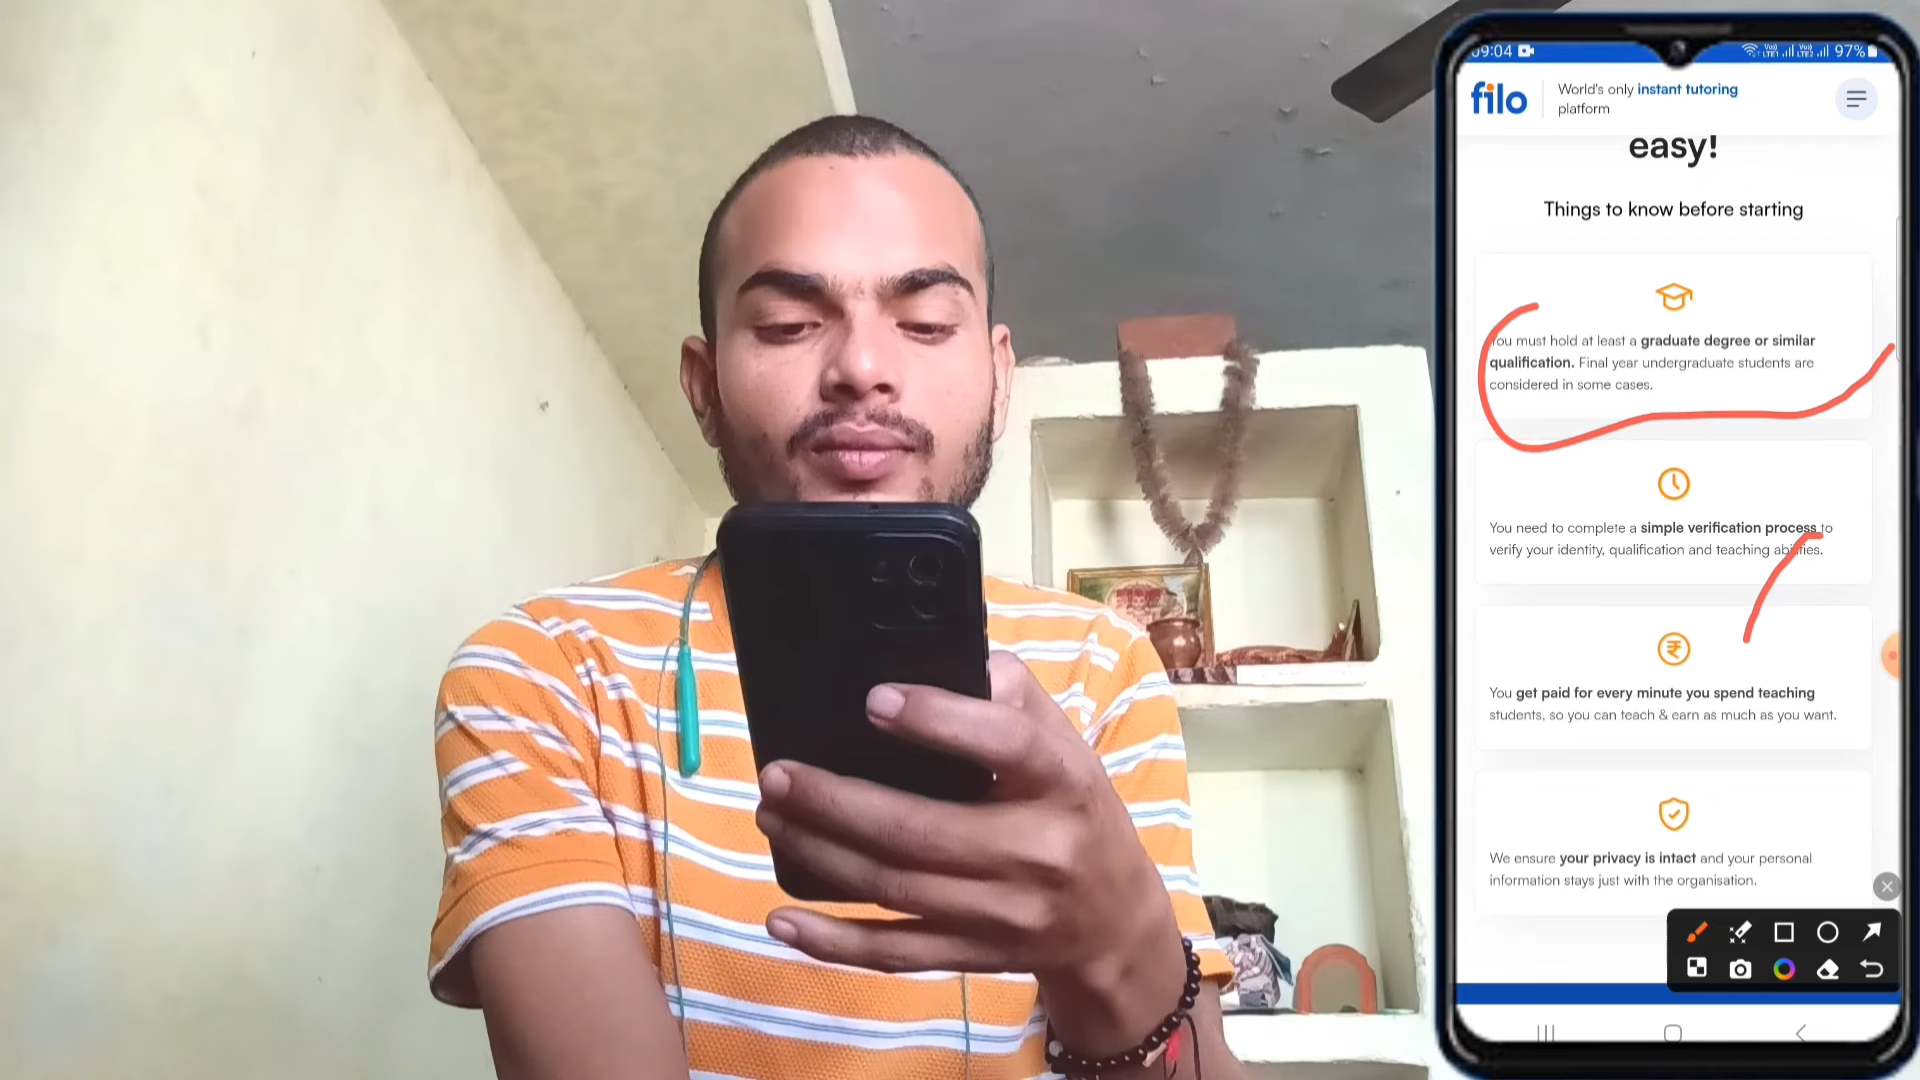 09:04
97%
filo
World's only instant tutoring
platform
easy!
Things to know before starting
You must hold at least a graduate degree or similar
qualification. Final year undergraduate students are
considered in some cases.
You need to complete a simple verification process to
verify your identity, qualification and teaching abilities.
You get paid for every minute you spend teaching
students, so you can teach & earn as much as you want.
We ensure your privacy is intact and your personal
information stays just with the organisation.